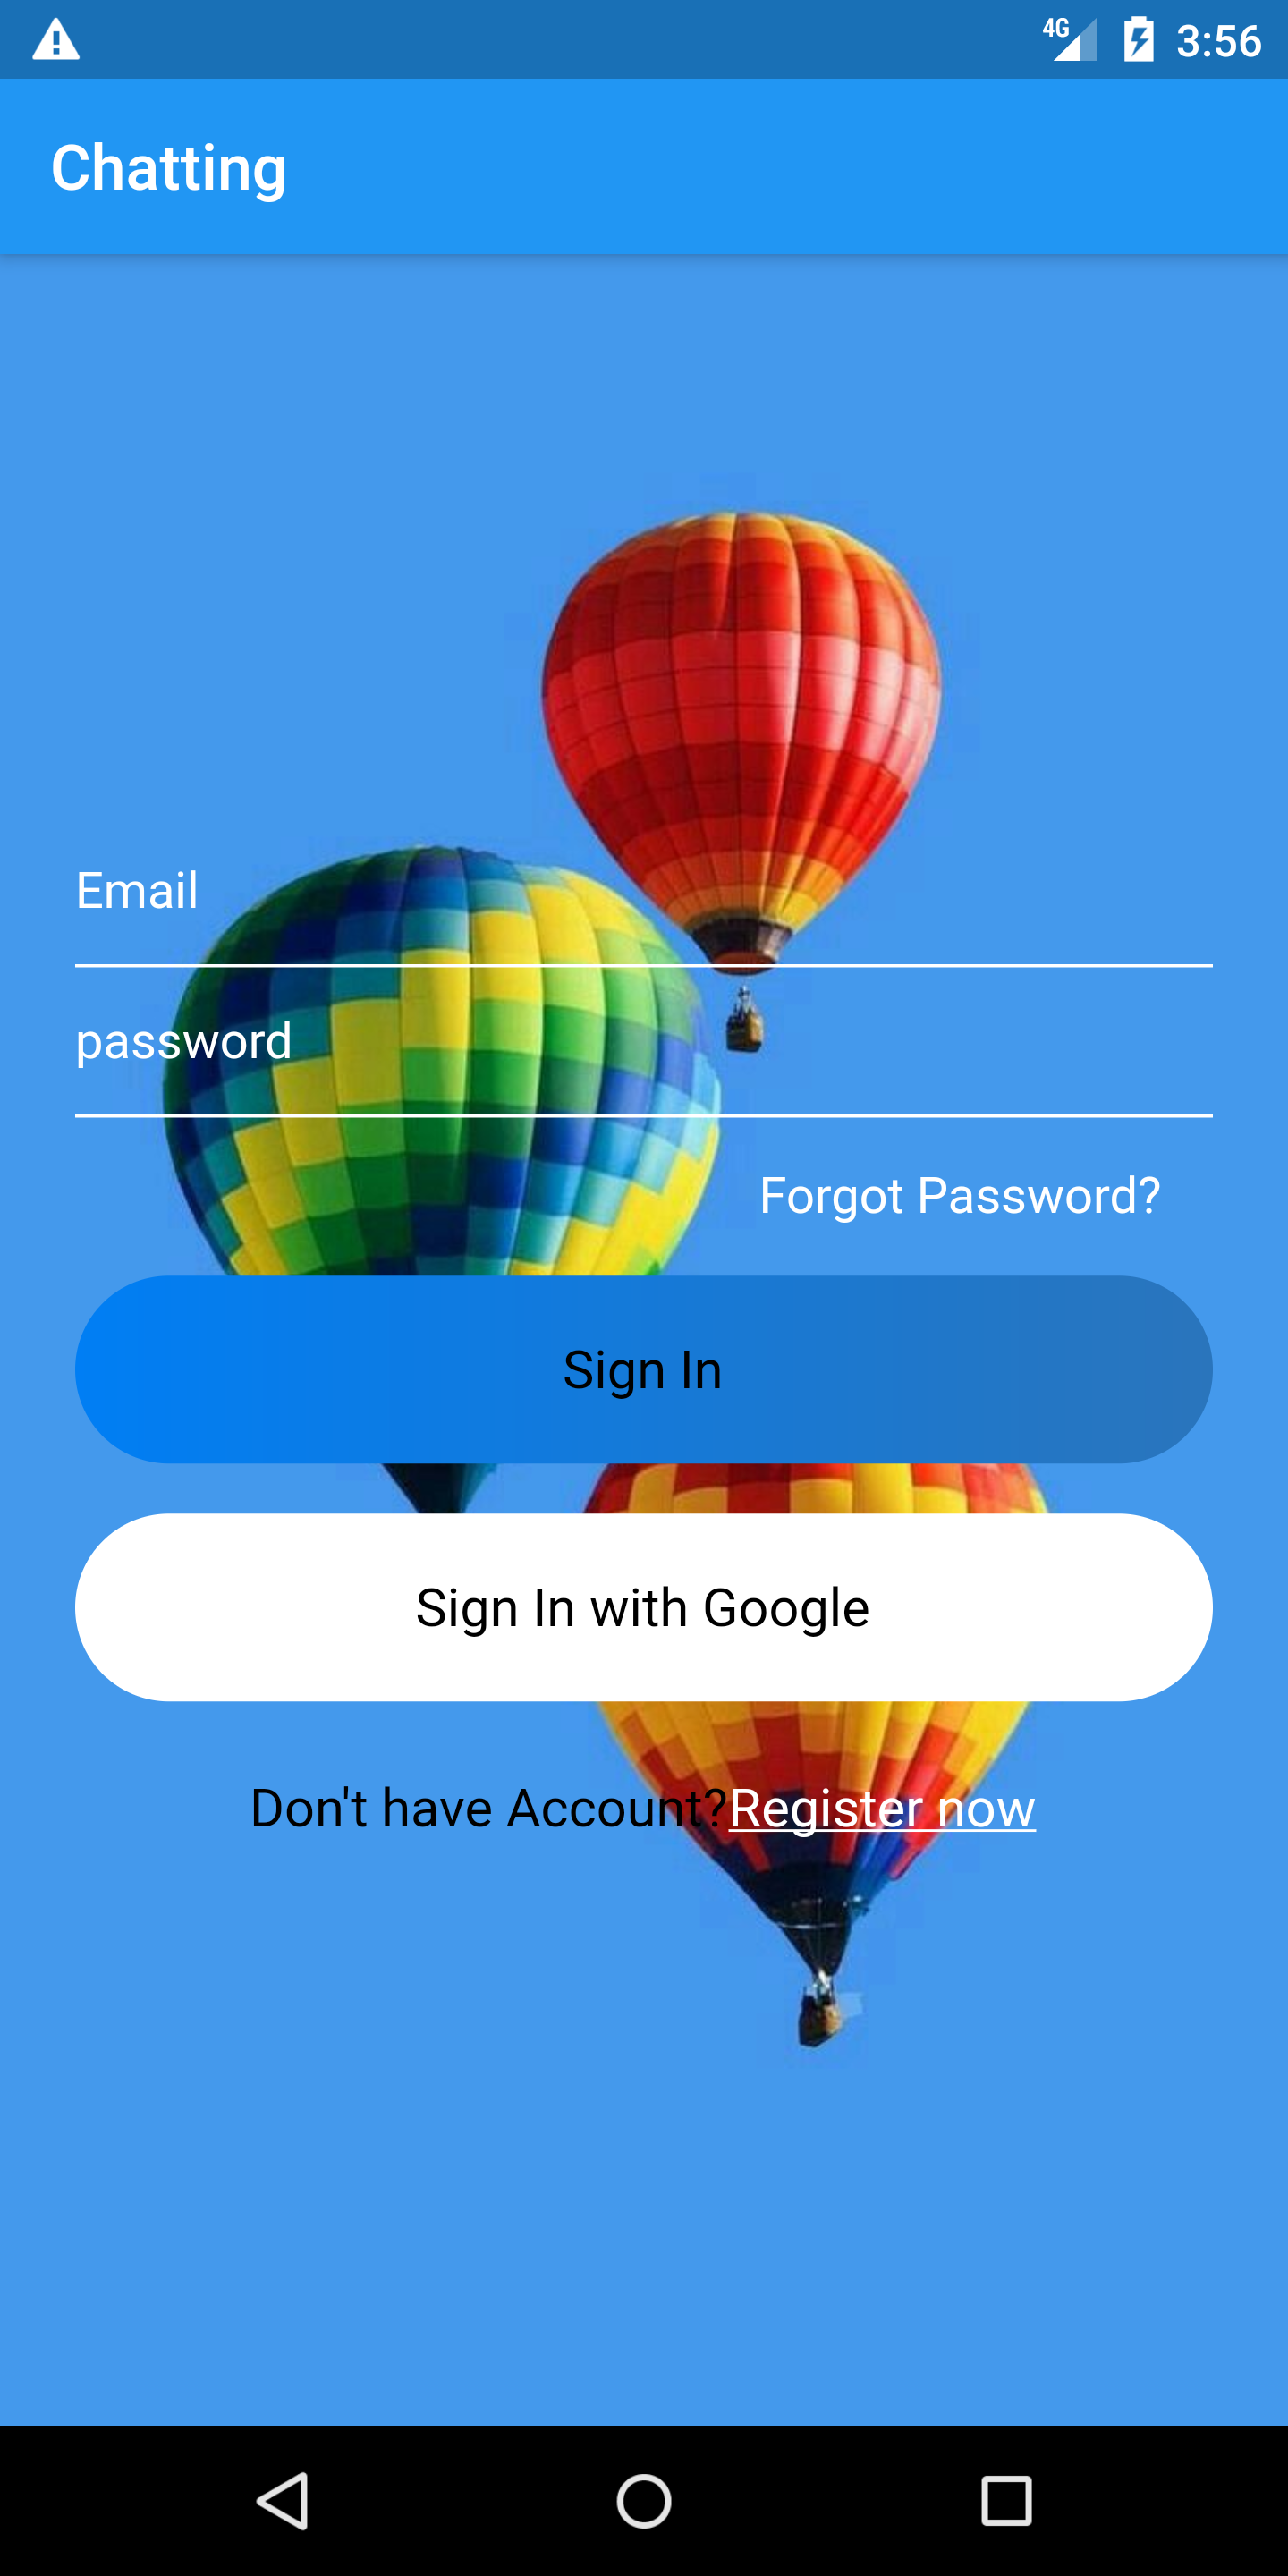 4G 3:56
Chatting
Email
password
Forgot Password?
Sign In
Sign In with Google
Don't have Account?Register now